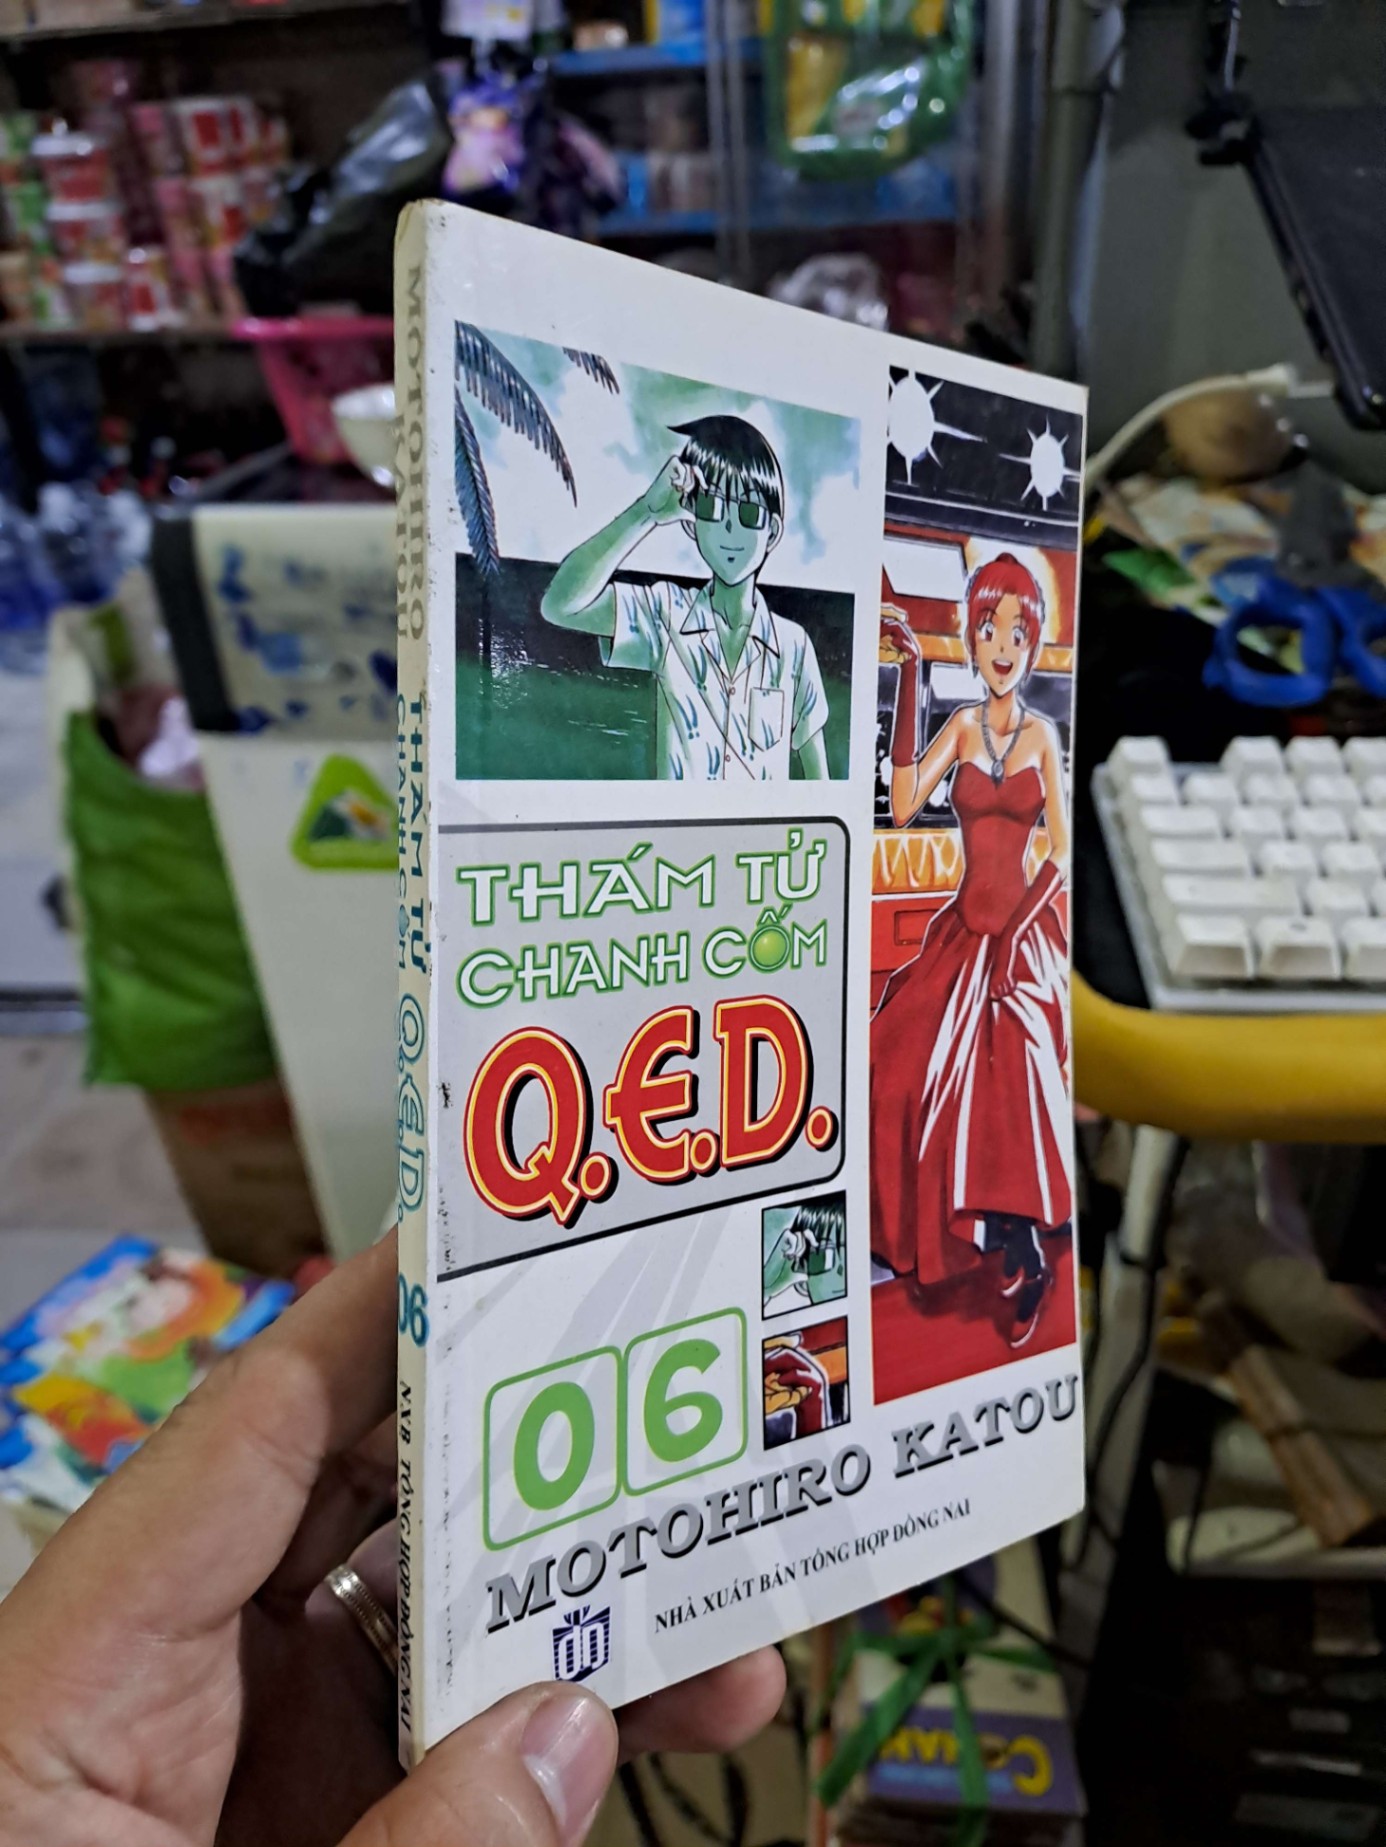 MOTOHIRO KATOU THÁM TỬ CHANH CỐM Q.E.D. 06 N.X.B TỔNG HỢP ĐỒNG NAI
THÁM TỬ
CHANH CỐM
Q.E.D.
06
MOTOHIRO KATOU
NHÀ XUẤT BẢN TỔNG HỢP ĐỒNG NAI
đn